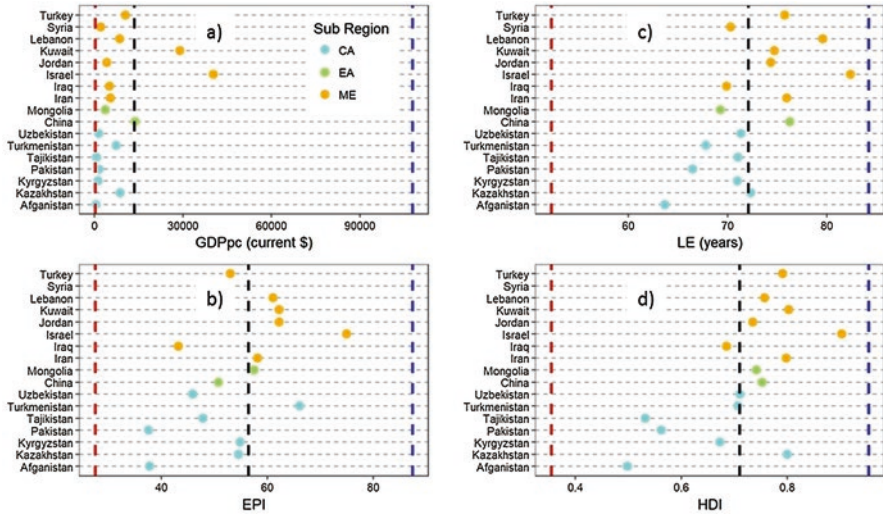 Turkey
Syria
Lebanon
Kuwait
Jordan
Israel
Iraq
Iran
Mongolia
China
Uzbekistan
Turkmenistan
Tajikistan
Pakistan
Kyrgyzstan
Kazakhstan
Afganistan
a)
Sub Region
CA
EA
ME
0
30000
60000
90000
GDPpc (current $)
Turkey
Syria
Lebanon
Kuwait
Jordan
Israel
Iraq
Iran
Mongolia
China
Uzbekistan
Turkmenistan
Tajikistan
Pakistan
Kyrgyzstan
Kazakhstan
Afganistan
c)
60
70
80
LE (years)
Turkey
Syria
Lebanon
Kuwait
Jordan
Israel
Iraq
Iran
Mongolia
China
Uzbekistan
Turkmenistan
Tajikistan
Pakistan
Kyrgyzstan
Kazakhstan
Afganistan
b)
40
60
80
EPI
Turkey
Syria
Lebanon
Kuwait
Jordan
Israel
Iraq
Iran
Mongolia
China
Uzbekistan
Turkmenistan
Tajikistan
Pakistan
Kyrgyzstan
Kazakhstan
Afganistan
d)
0.4
0.6
0.8
HDI